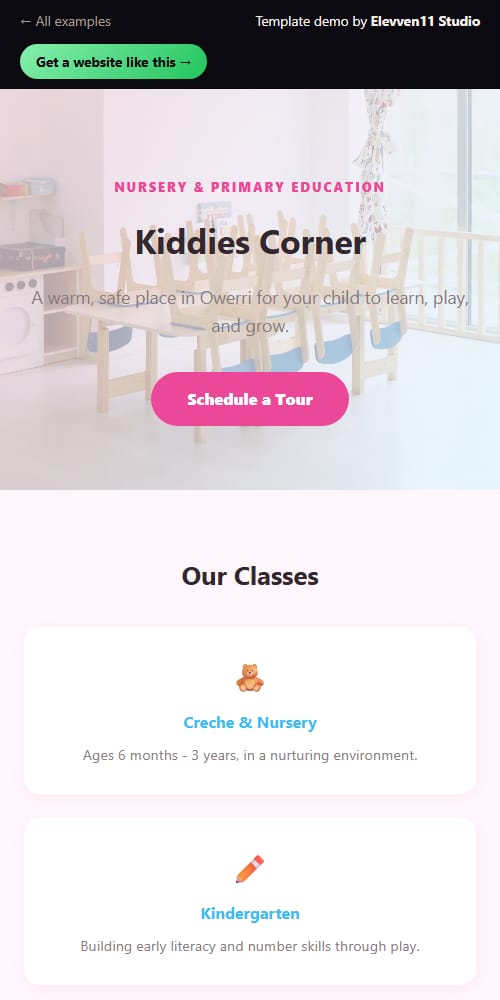 ← All examples
Template demo by Elevven11 Studio
Get a website like this →
NURSERY & PRIMARY EDUCATION
Kiddies Corner
A warm, safe place in Owerri for your child to learn, play,
and grow.
Schedule a Tour
Our Classes
Creche & Nursery
Ages 6 months - 3 years, in a nurturing environment.
Kindergarten
Building early literacy and number skills through play.